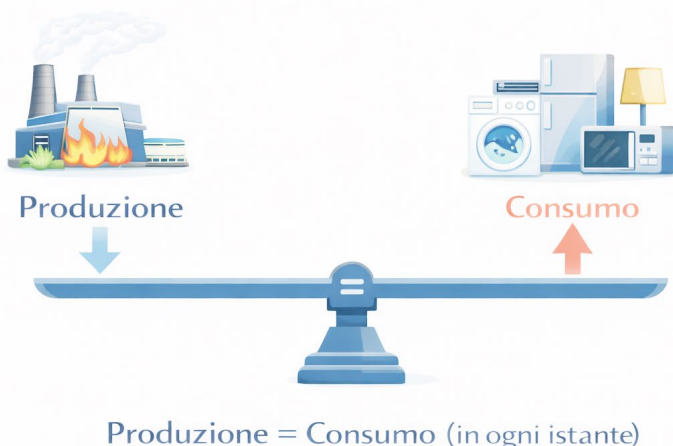 Produzione
Consumo
=
Produzione = Consumo (in ogni istante)